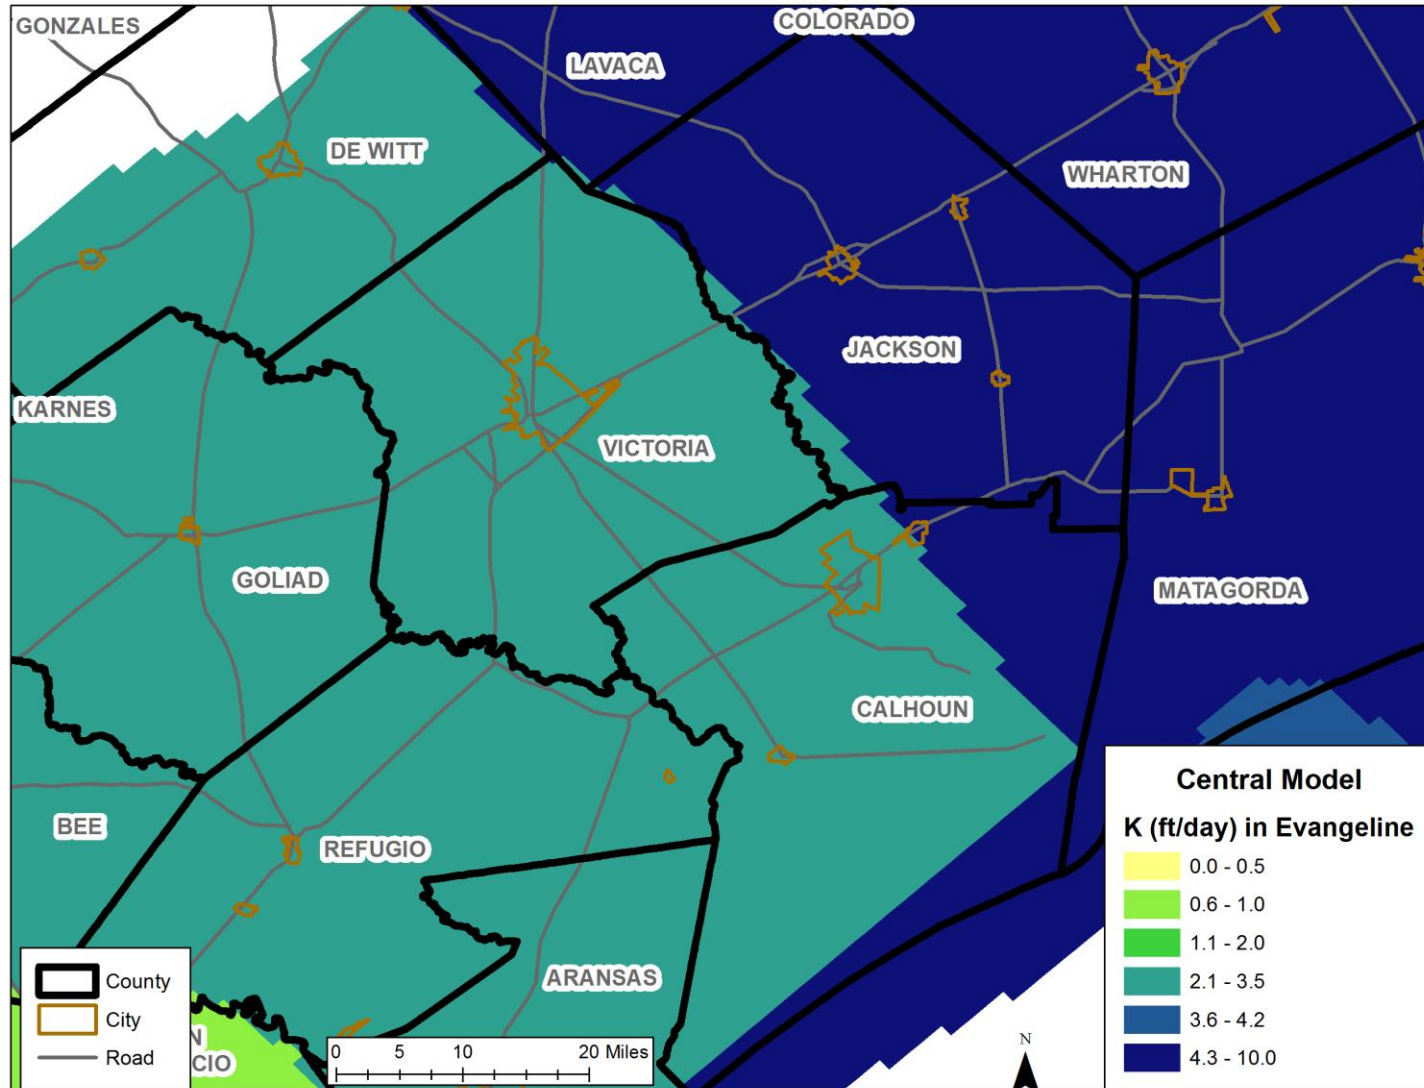 GONZALES
COLORADO
LAVACA
DE WITT
WHARTON
JACKSON
KARNES
VICTORIA
GOLIAD
MATAGORDA
CALHOUN
BEE
REFUGIO
ARANSAS
N
CIO
County
City
Road
0 5 10 20 Miles
N
Central Model
K (ft/day) in Evangeline
0.0 - 0.5
0.6 - 1.0
1.1 - 2.0
2.1 - 3.5
3.6 - 4.2
4.3 - 10.0